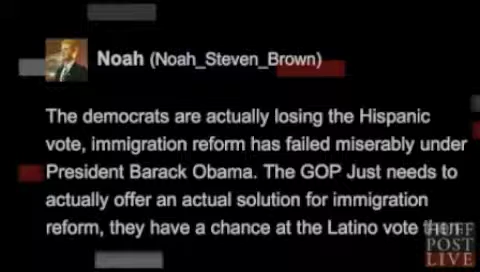 Noah (Noah_Steven_Brown)
The democrats are actually losing the Hispanic
vote, immigration reform has failed miserably under
President Barack Obama. The GOP Just needs to
actually offer an actual solution for immigration
reform, they have a chance at the Latino vote
HUFF
POST
LIVE